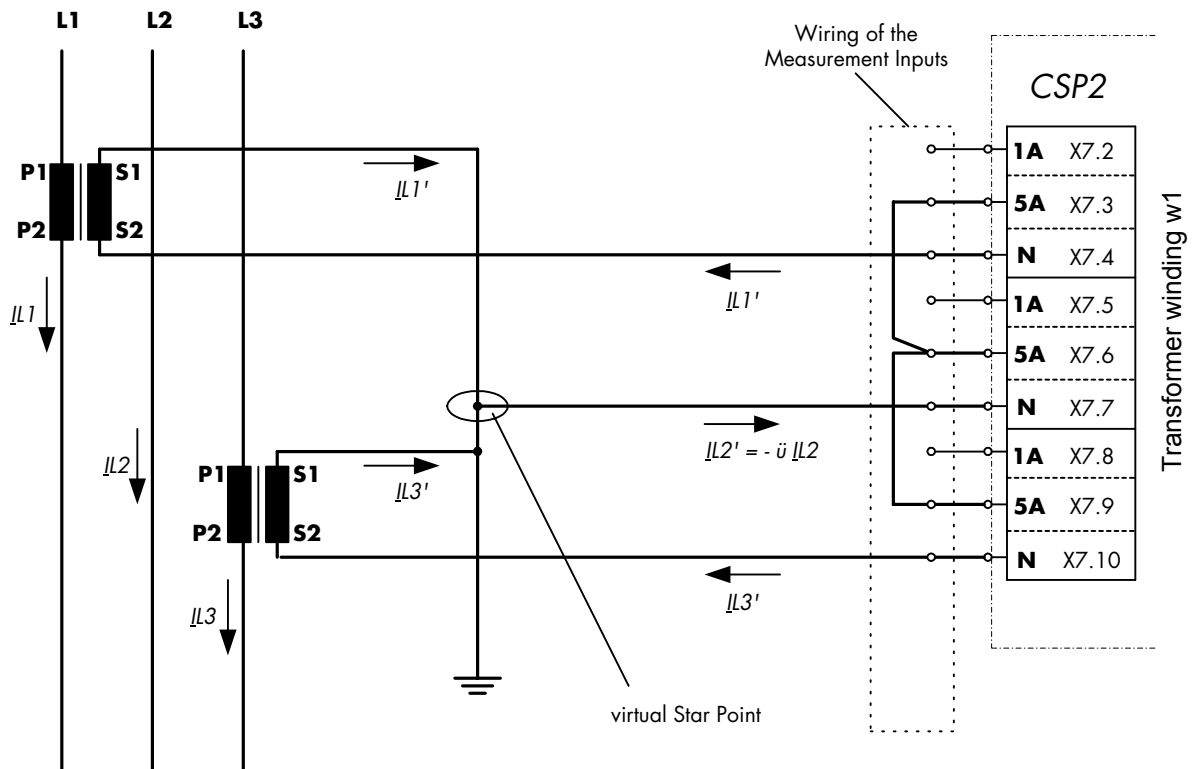 L1 L2 L3
Wiring of the
Measurement Inputs
CSP2
P1 S1
P2 S2
IL1'
1A X7.2
5A X7.3
N X7.4
IL1'
1A X7.5
IL1
5A X7.6
N X7.7
IL2' = - ü IL2
1A X7.8
IL2
P1 S1
P2 S2
IL3'
5A X7.9
N X7.10
IL3'
IL3
virtual Star Point
Transformer winding w1